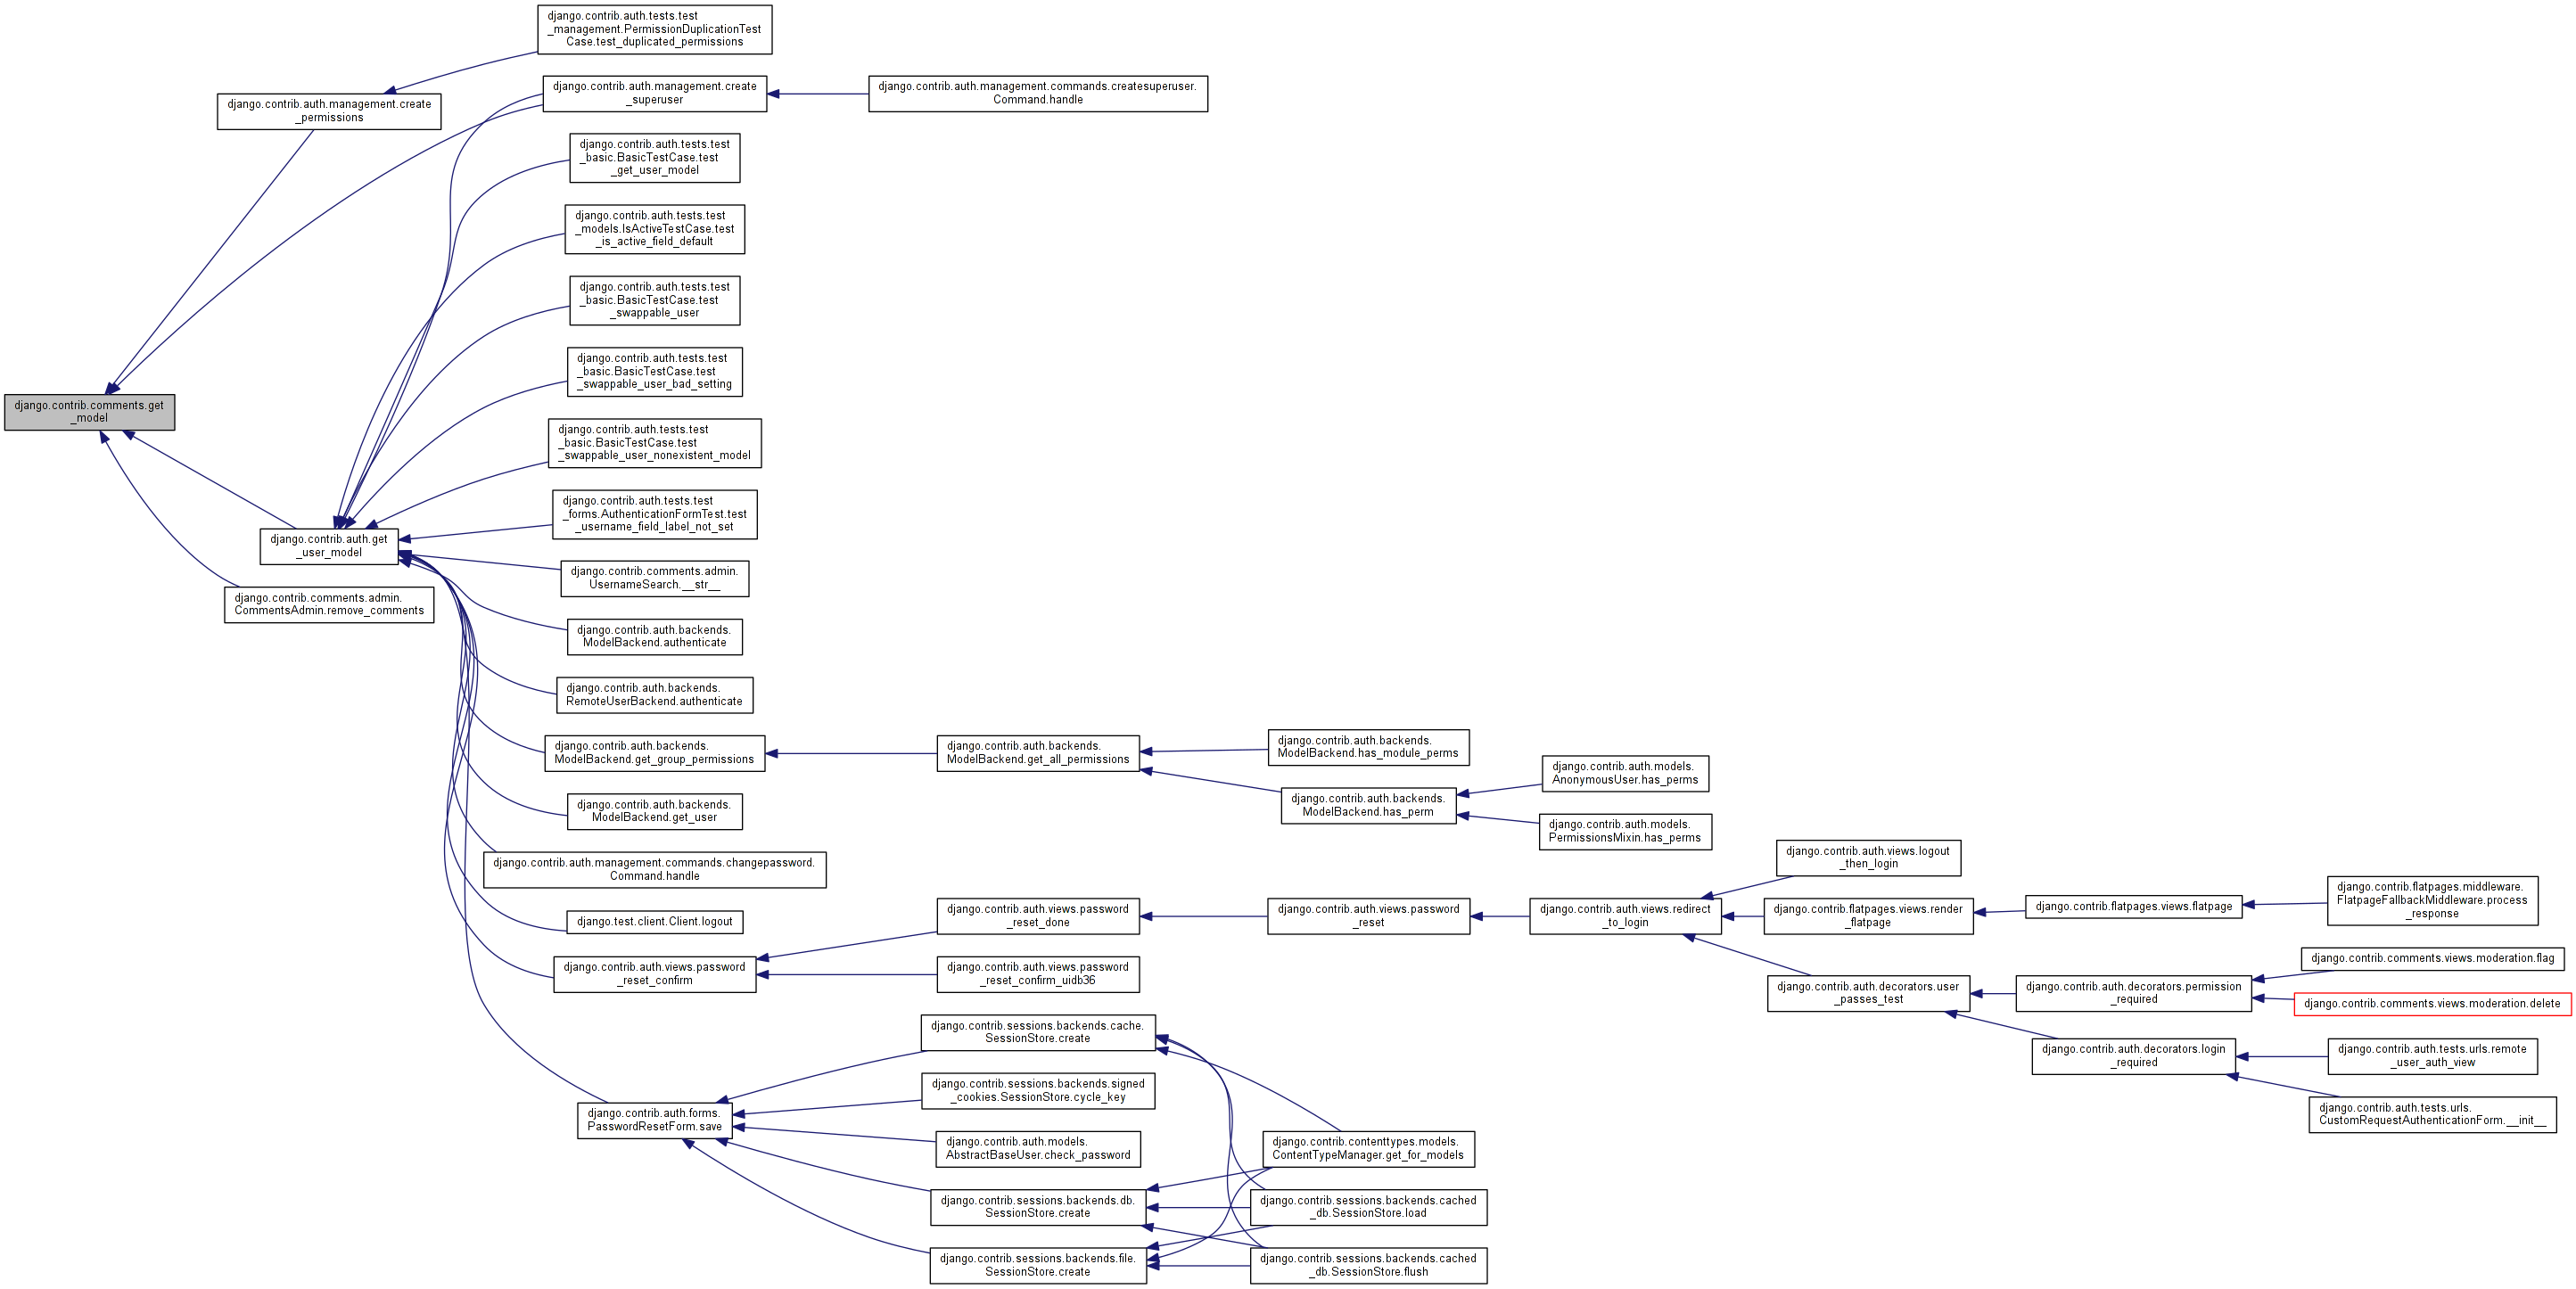 django.contrib.auth.tests.test
_management.PermissionDuplicationTest
Case.test_duplicated_permissions
django.contrib.auth.management.create
_permissions
django.contrib.auth.management.create
_superuser
django.contrib.auth.management.commands.createsuperuser.
Command.handle
django.contrib.auth.tests.test
_basic.BasicTestCase.test
_get_user_model
django.contrib.auth.tests.test
_models.IsActiveTestCase.test
_is_active_field_default
django.contrib.auth.tests.test
_basic.BasicTestCase.test
_swappable_user
django.contrib.auth.tests.test
_basic.BasicTestCase.test
_swappable_user_bad_setting
django.contrib.comments.get
_model
django.contrib.auth.tests.test
_basic.BasicTestCase.test
_swappable_user_nonexistent_model
django.contrib.auth.tests.test
_forms.AuthenticationFormTest.test
_username_field_label_not_set
django.contrib.auth.get
_user_model
django.contrib.comments.admin.
UsernameSearch.__str__
django.contrib.comments.admin.
CommentsAdmin.remove_comments
django.contrib.auth.backends.
ModelBackend.authenticate
django.contrib.auth.backends.
RemoteUserBackend.authenticate
django.contrib.auth.backends.
ModelBackend.get_group_permissions
django.contrib.auth.backends.
ModelBackend.get_all_permissions
django.contrib.auth.backends.
ModelBackend.has_module_perms
django.contrib.auth.models.
AnonymousUser.has_perms
django.contrib.auth.backends.
ModelBackend.get_user
django.contrib.auth.backends.
ModelBackend.has_perm
django.contrib.auth.models.
PermissionsMixin.has_perms
django.contrib.auth.management.commands.changepassword.
Command.handle
django.contrib.auth.views.logout
_then_login
django.test.client.Client.logout
django.contrib.auth.views.password
_reset_done
django.contrib.auth.views.password
_reset
django.contrib.auth.views.redirect
_to_login
django.contrib.flatpages.views.render
_flatpage
django.contrib.flatpages.views.flatpage
django.contrib.flatpages.middleware.
FlatpageFallbackMiddleware.process
_response
django.contrib.auth.views.password
_reset_confirm
django.contrib.auth.views.password
_reset_confirm_uidb36
django.contrib.auth.decorators.user
_passes_test
django.contrib.auth.decorators.permission
_required
django.contrib.comments.views.moderation.flag
django.contrib.comments.views.moderation.delete
django.contrib.auth.decorators.login
_required
django.contrib.auth.tests.urls.remote
_user_auth_view
django.contrib.auth.tests.urls.
CustomRequestAuthenticationForm.__init__
django.contrib.sessions.backends.cache.
SessionStore.create
django.contrib.auth.forms.
PasswordResetForm.save
django.contrib.sessions.backends.signed
_cookies.SessionStore.cycle_key
django.contrib.auth.models.
AbstractBaseUser.check_password
django.contrib.contenttypes.models.
ContentTypeManager.get_for_models
django.contrib.sessions.backends.db.
SessionStore.create
django.contrib.sessions.backends.cached
_db.SessionStore.load
django.contrib.sessions.backends.file.
SessionStore.create
django.contrib.sessions.backends.cached
_db.SessionStore.flush